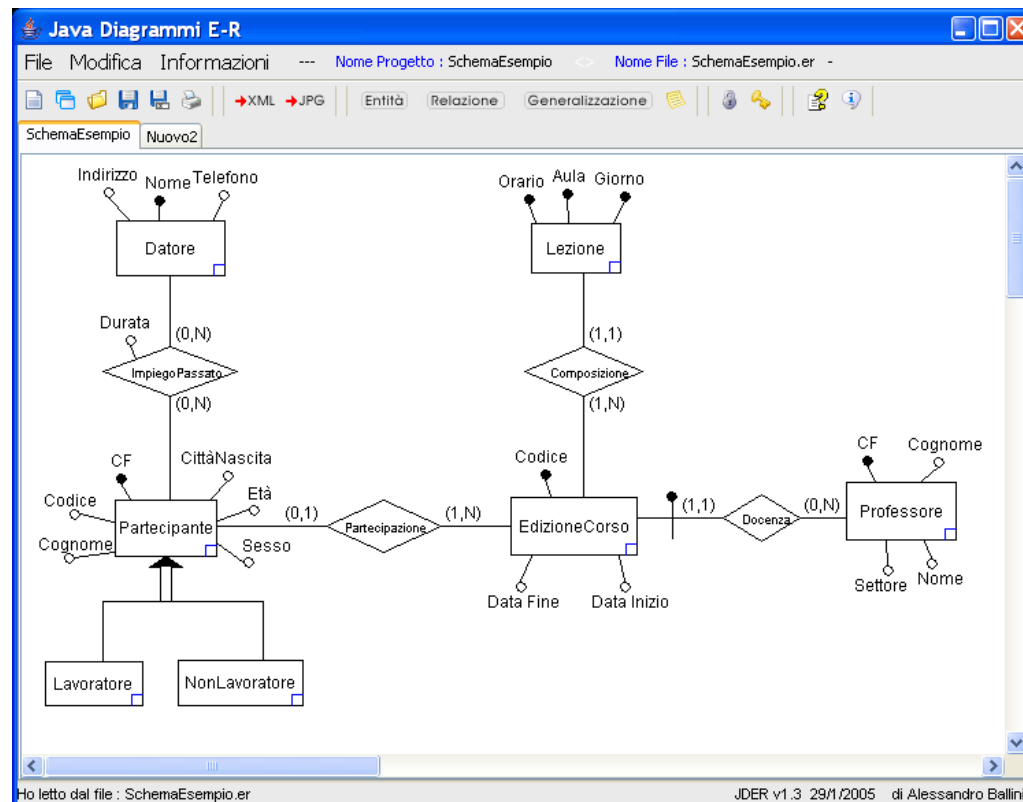 Java Diagrammi E-R
File Modifica Informazioni --- Nome Progetto : SchemaEsempio <> Nome File : SchemaEsempio.er -
XML JPG Entità Relazione Generalizzazione
SchemaEsempio Nuovo2
Indirizzo Nome Telefono
Datore
Orario Aula Giorno
Lezione
Durata
(0,N)
ImpiegoPassato
(0,N)
(1,1)
Composizione
(1,N)
CF CittàNascita
Codice Età
Partecipante
Cognome Sesso
(0,1) Partecipazione (1,N)
Codice
EdizioneCorso
Data Fine Data Inizio
(1,1) Docenza (0,N)
CF Cognome
Professore
Settore Nome
Lavoratore NonLavoratore
Ho letto dal file : SchemaEsempio.er JDER v1.3 29/1/2005 di Alessandro Ballini